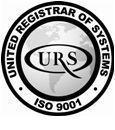 UNITED REGISTRAR OF SYSTEMS
URS
• ISO 9001 •